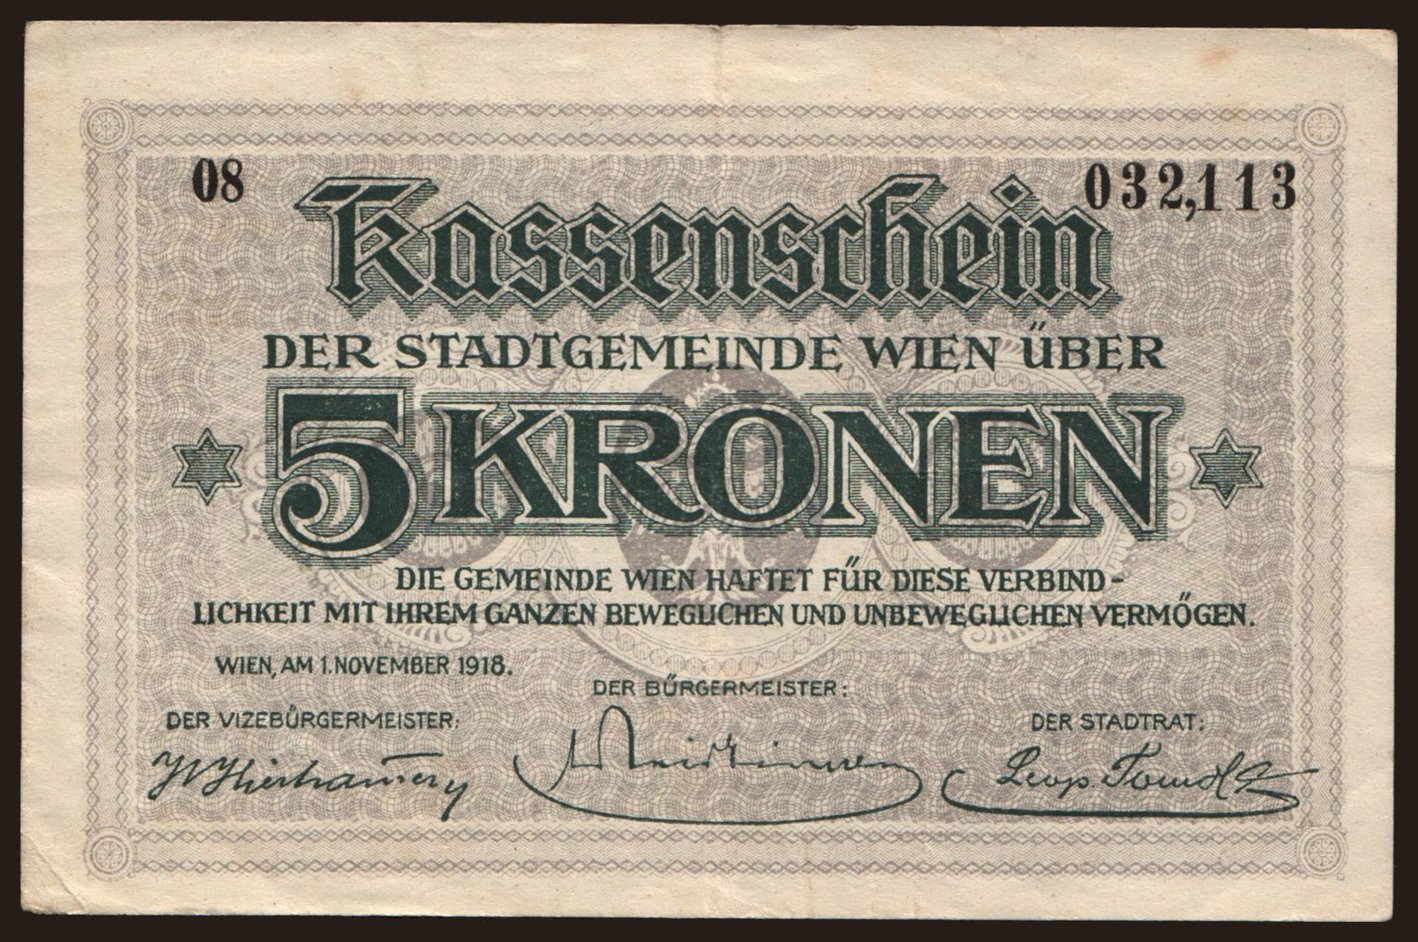 08
032,113
Kassenschein
DER STADTGEMEINDE WIEN ÜBER
5 KRONEN
DIE GEMEINDE WIEN HAFTET FÜR DIESE VERBIND-
LICHKEIT MIT IHREM GANZEN BEWEGLICHEN UND UNBEWEGLICHEN VERMÖGEN.
WIEN, AM 1. NOVEMBER 1918.
DER BÜRGERMEISTER:
DER VIZEBÜRGERMEISTER:
DER STADTRAT:
Leop.